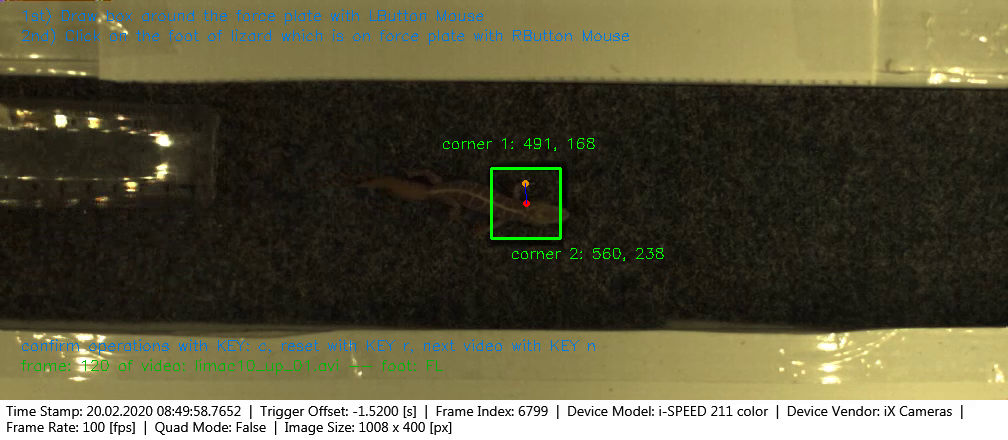 1st) Draw box around the force plate with LButton Mouse
2nd) Click on the foot of lizard which is on force plate with RButton Mouse
corner 1: 491, 168
corner 2: 560, 238
confirm operations with KEY: c, reset with KEY r, next video with KEY n
frame: 120 of video: foot: FL
Time Stamp: 20.02.2020 08:49:58.7652 | Trigger Offset: -1.5200 [s] | Frame Index: 6799 | Device Model: i-SPEED 211 color | Device Vendor: iX Cameras |
Frame Rate: 100 [fps] | Quad Mode: False | Image Size: 1008 x 400 [px]